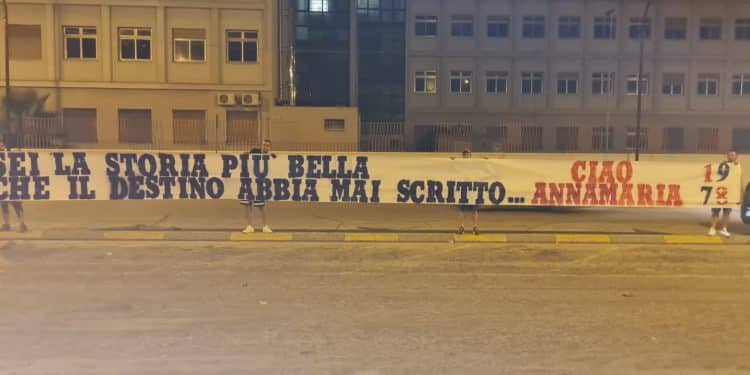 SEI LA STORIA PIU' BELLA
CHE IL DESTINO ABBIA MAI SCRITTO...
CIAO
ANNAMARIA
19
78